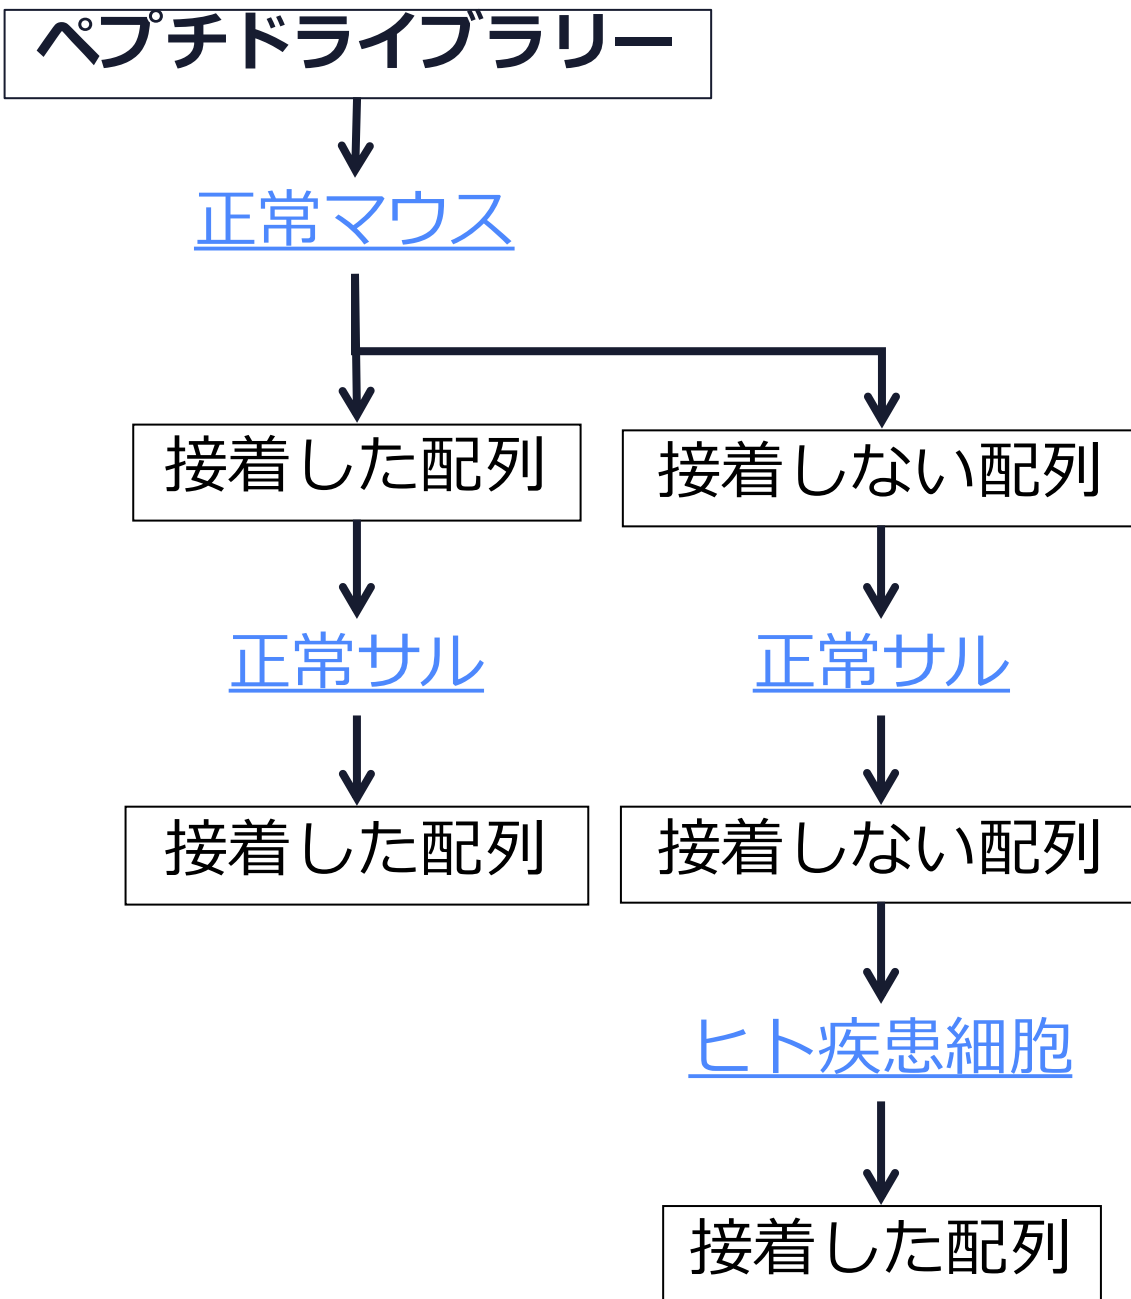 ペプチドライブラリー
正常マウス
接着した配列
接着しない配列
正常サル
正常サル
接着した配列
接着しない配列
ヒト疾患細胞
接着した配列